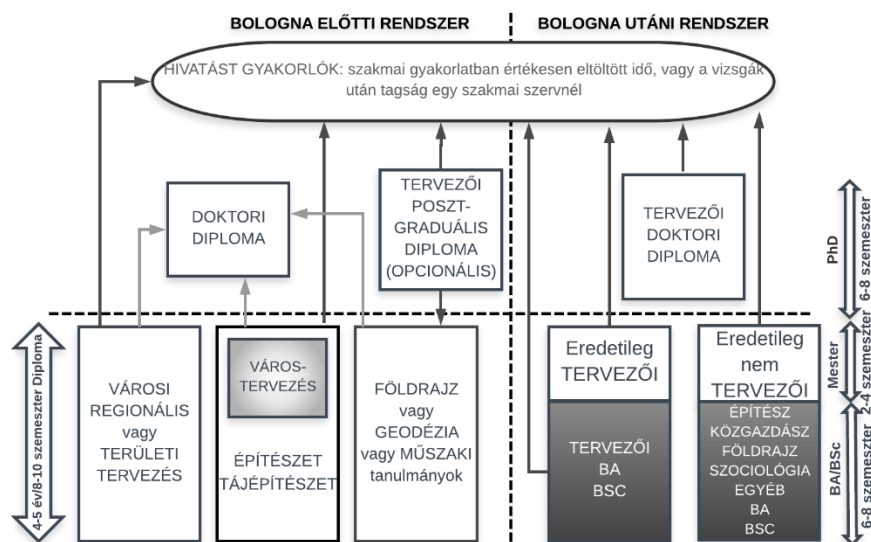 BOLOGNA ELŐTTI RENDSZER
BOLOGNA UTÁNI RENDSZER
HIVATÁST GYAKORLÓK: szakmai gyakorlatban értékesen eltöltött idő, vagy a vizsgák
után tagság egy szakmai szervnél
DOKTORI
DIPLOMA
TERVEZŐI
POSZT-
GRADUÁLIS
DIPLOMA
(OPCIONÁLIS)
TERVEZŐI
DOKTORI
DIPLOMA
PhD
6-8 szemeszter
4-5 év/8-10 szemeszter Diploma
VÁROSI
REGIONÁLIS
vagy
TERÜLETI
TERVEZÉS
VÁROS-
TERVEZÉS
ÉPÍTÉSZET
TÁJÉPÍTÉSZET
FÖLDRAJZ
vagy
GEODÉZIA
vagy MŰSZAKI
tanulmányok
Eredetileg
TERVEZŐI
TERVEZŐI
BA
BSC
Eredetileg
nem
TERVEZŐI
ÉPÍTÉSZ
KÖZGAZDÁSZ
FÖLDRAJZ
SZOCIOLÓGIA
EGYÉB
BA
BSC
Mester
2-4 szemeszter
BA/BSc
6-8 szemeszter